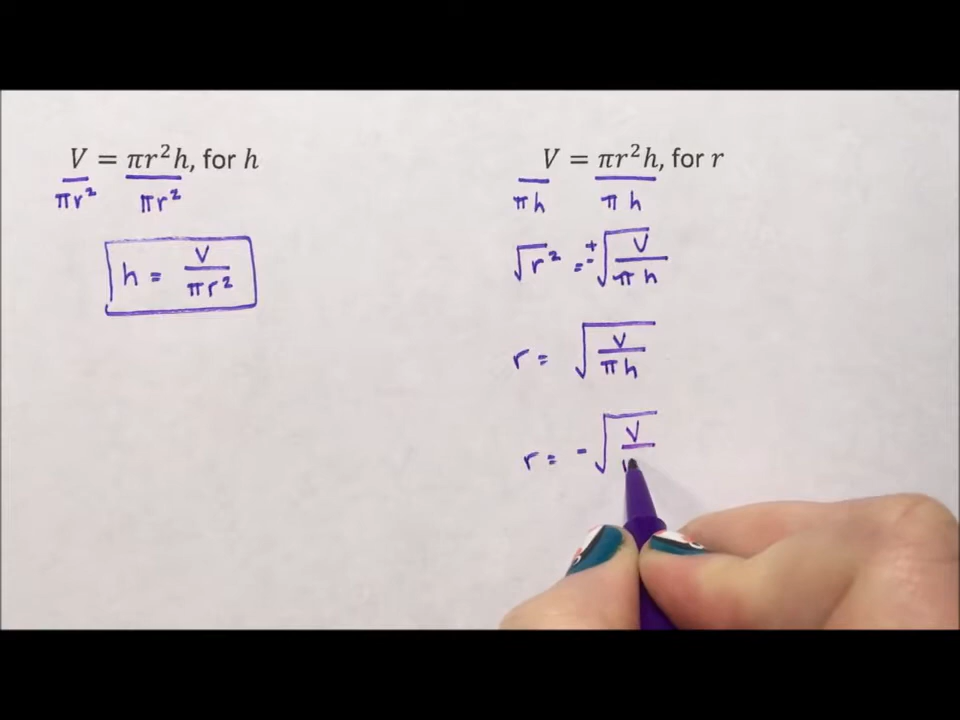 V = πr²h, for h
πr² πr²
h = V/πr²
V = πr²h, for r
πh πh
√r² = ±√(V/πh)
r = √(V/πh)
r = -√(V/